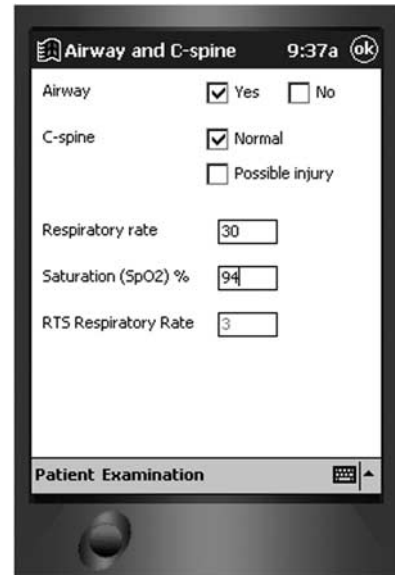 Airway and C-spine 9:37a ok
Airway Yes No
C-spine Normal
Possible injury
Respiratory rate 30
Saturation (SpO2) % 94
RTS Respiratory Rate 3
Patient Examination